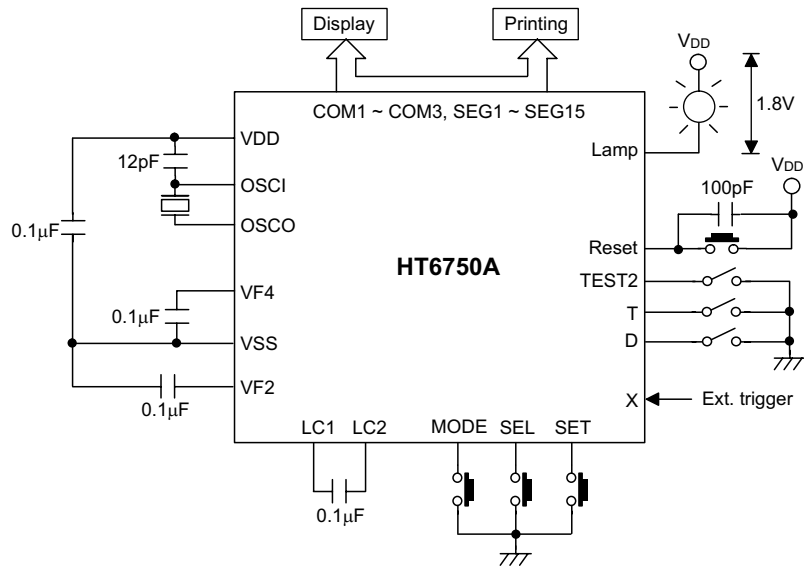 Display
Printing
VDD
COM1 ~ COM3, SEG1 ~ SEG15
1.8V
VDD
12pF
Lamp
OSCI
VDD
100pF
OSCO
0.1μF
Reset
HT6750A
TEST2
VF4
0.1μF
T
VSS
D
VF2
0.1μF
X
Ext. trigger
LC1
LC2
MODE
SEL
SET
0.1μF